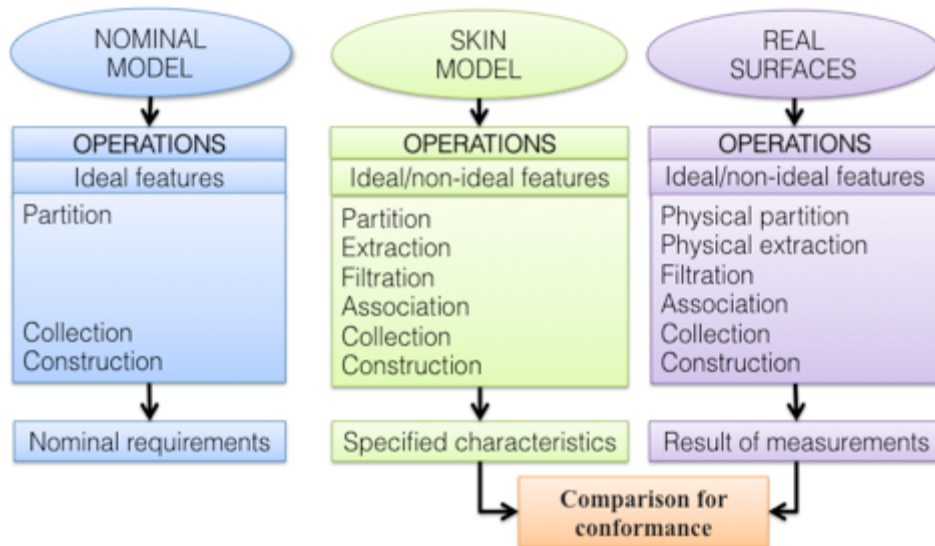 NOMINAL
MODEL
OPERATIONS
Ideal features
Partition
Collection
Construction
Nominal requirements
SKIN
MODEL
OPERATIONS
Ideal/non-ideal features
Partition
Extraction
Filtration
Association
Collection
Construction
Specified characteristics
REAL
SURFACES
OPERATIONS
Ideal/non-ideal features
Physical partition
Physical extraction
Filtration
Association
Collection
Construction
Result of measurements
Comparison for
conformance